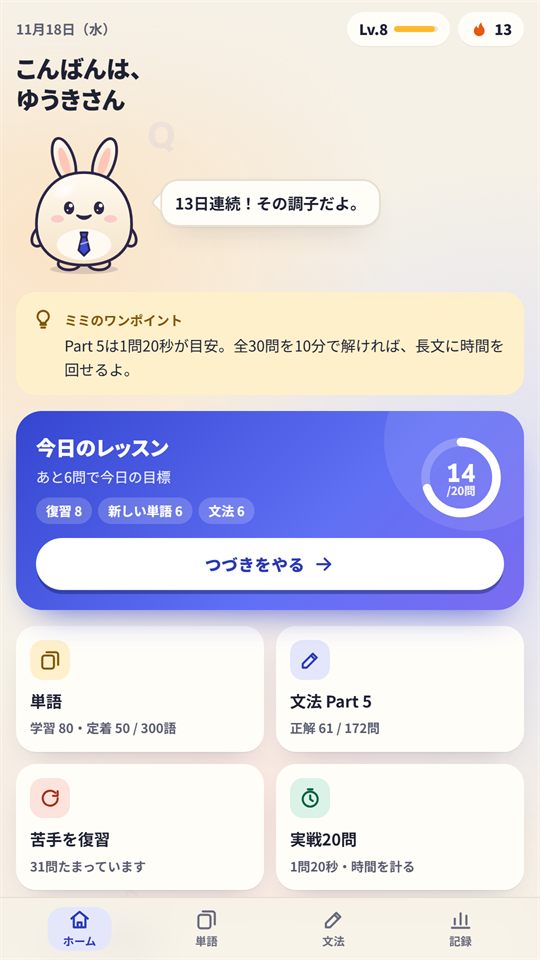 11月18日（水）
Lv.8
13
こんばんは、
ゆうきさん
Q
13日連続！その調子だよ。
ミミのワンポイント
Part 5は1問20秒が目安。全30問を10分で解ければ、長文に時間を
回せるよ。
今日のレッスン
あと6問で今日の目標
14
/20問
復習 8
新しい単語 6
文法 6
つづきをやる →
単語
学習 80・定着 50 / 300語
文法 Part 5
正解 61 / 172問
苦手を復習
31問たまっています
実戦20問
1問20秒・時間を計る
ホーム
単語
文法
記録